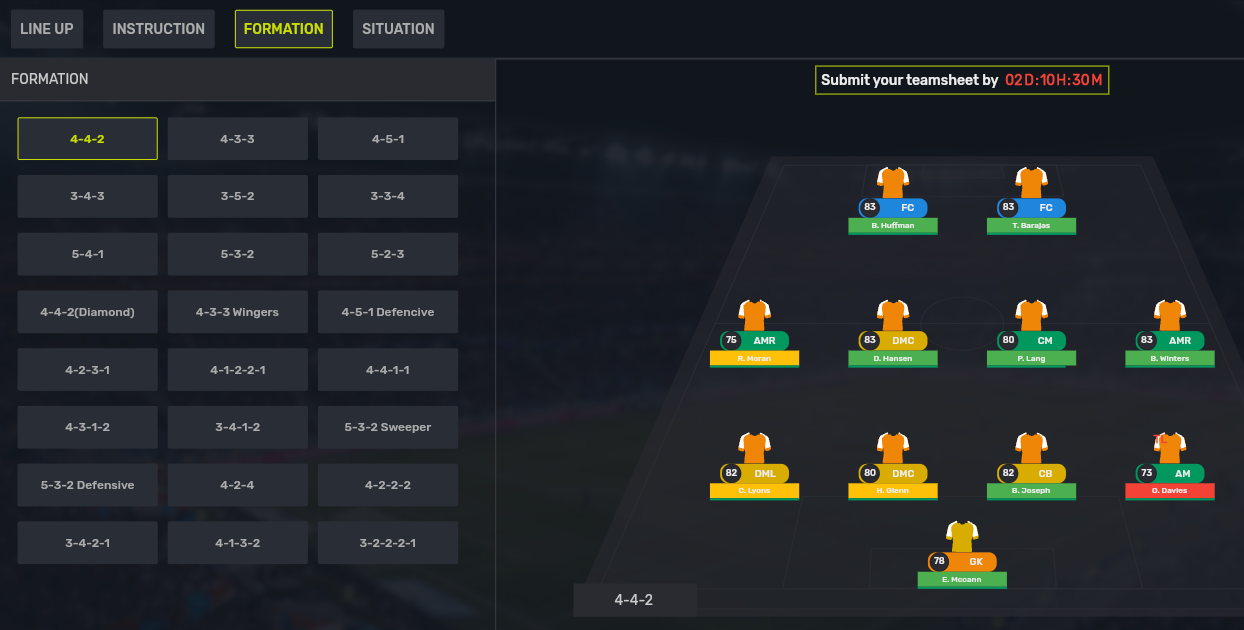 LINE UP INSTRUCTION FORMATION SITUATION
FORMATION
Submit your teamsheet by 02D:10H:30M
4-4-2 4-3-3 4-5-1
3-4-3 3-5-2 3-3-4
5-4-1 5-3-2 5-2-3
4-4-2(Diamond) 4-3-3 Wingers 4-5-1 Defencive
4-2-3-1 4-1-2-2-1 4-4-1-1
4-3-1-2 3-4-1-2 5-3-2 Sweeper
5-3-2 Defensive 4-2-4 4-2-2-2
3-4-2-1 4-1-3-2 3-2-2-2-1
83 FC 83 FC
B. Huffman T. Barajas
75 AMR 83 DMC 80 CM 83 AMR
R. Moran D. Hansen P. Lang B. Winters
TL
82 DML 80 DMC 82 CB 73 AM
C. Lyons H. Glenn B. Joseph O. Davies
78 GK
E. Mccann
4-4-2